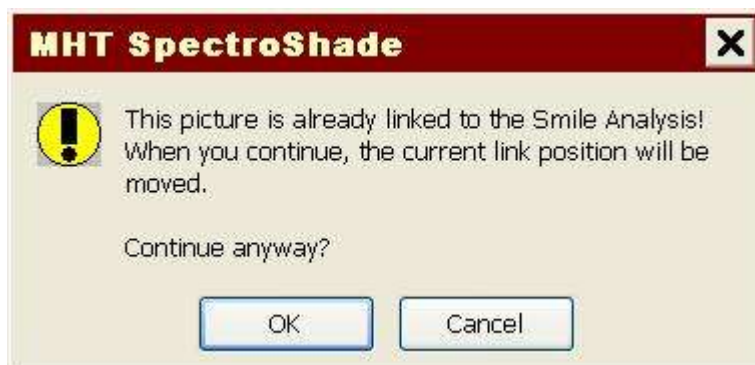 MHT SpectroShade
This picture is already linked to the Smile Analysis!
When you continue, the current link position will be
moved.
Continue anyway?
OK
Cancel